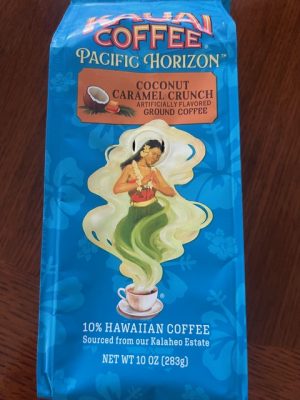 KAUAI
COFFEE®
PACIFIC HORIZON™
COCONUT
CARAMEL CRUNCH
ARTIFICIALLY FLAVORED
GROUND COFFEE
10% HAWAIIAN COFFEE
Sourced from our Kalaheo Estate
NET WT 10 OZ (283g)